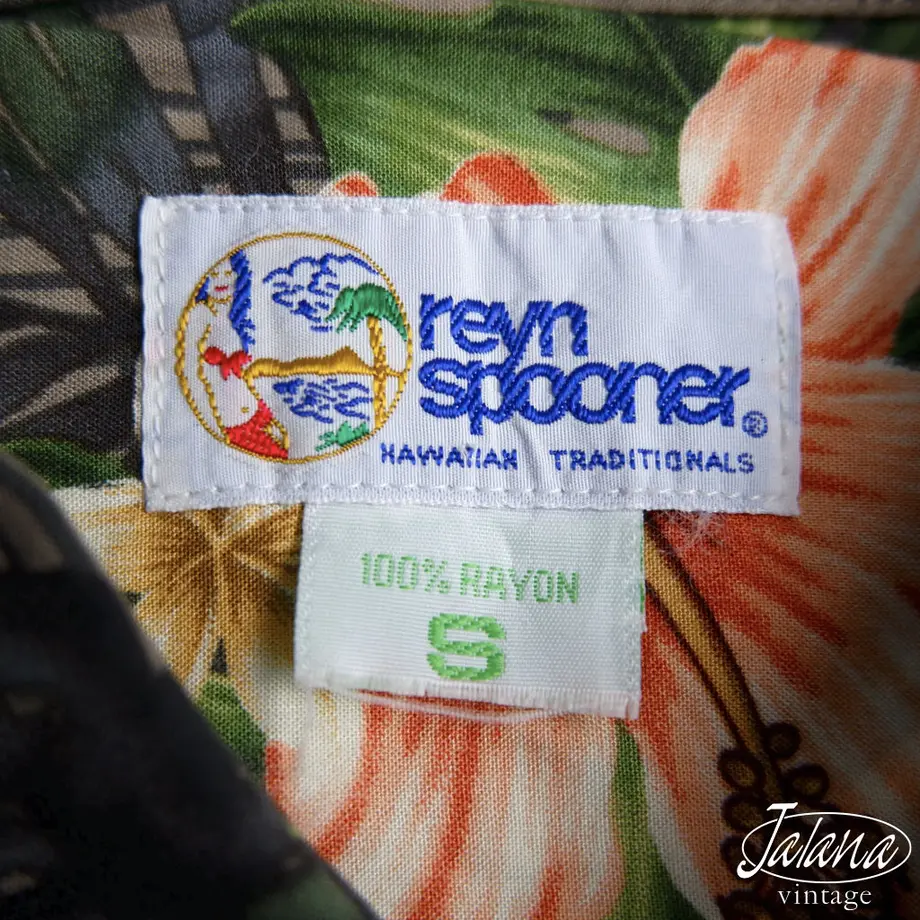 reyn
spooner®
HAWAIIAN TRADITIONALS
100% RAYON
S
Jalana
vintage